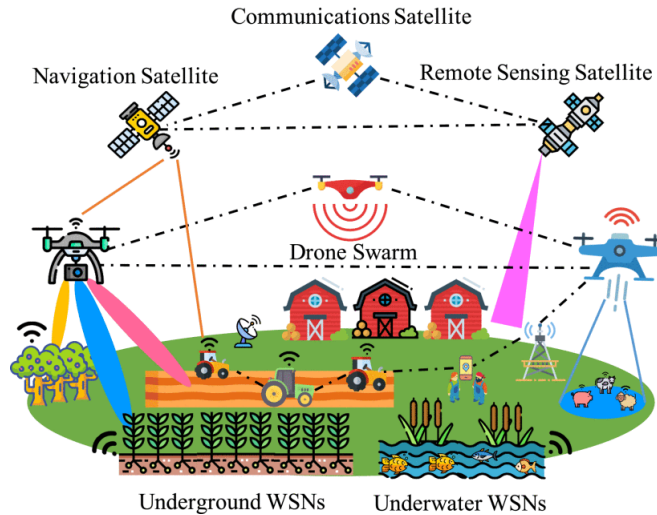 Communications Satellite
Navigation Satellite
Remote Sensing Satellite
Drone Swarm
Underground WSNs
Underwater WSNs